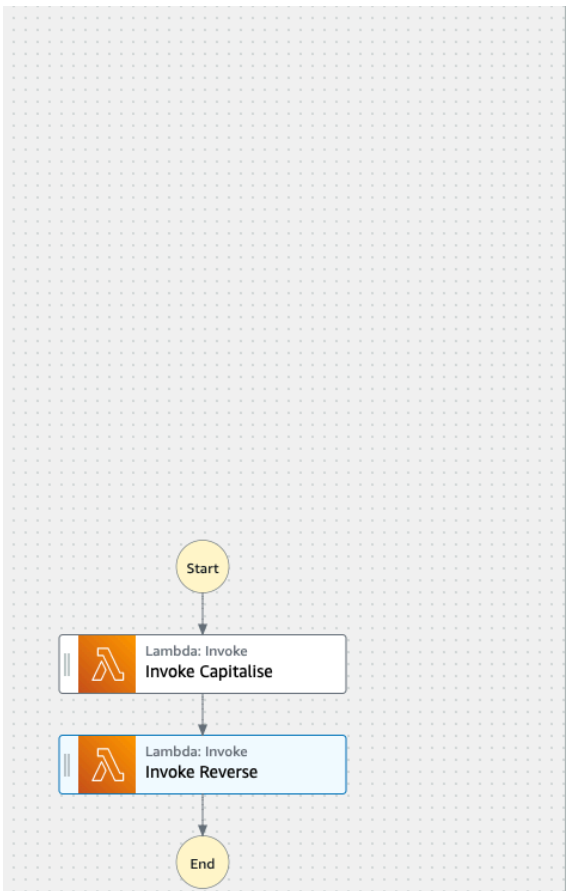 Start
Lambda: Invoke
Invoke Capitalise
Lambda: Invoke
Invoke Reverse
End